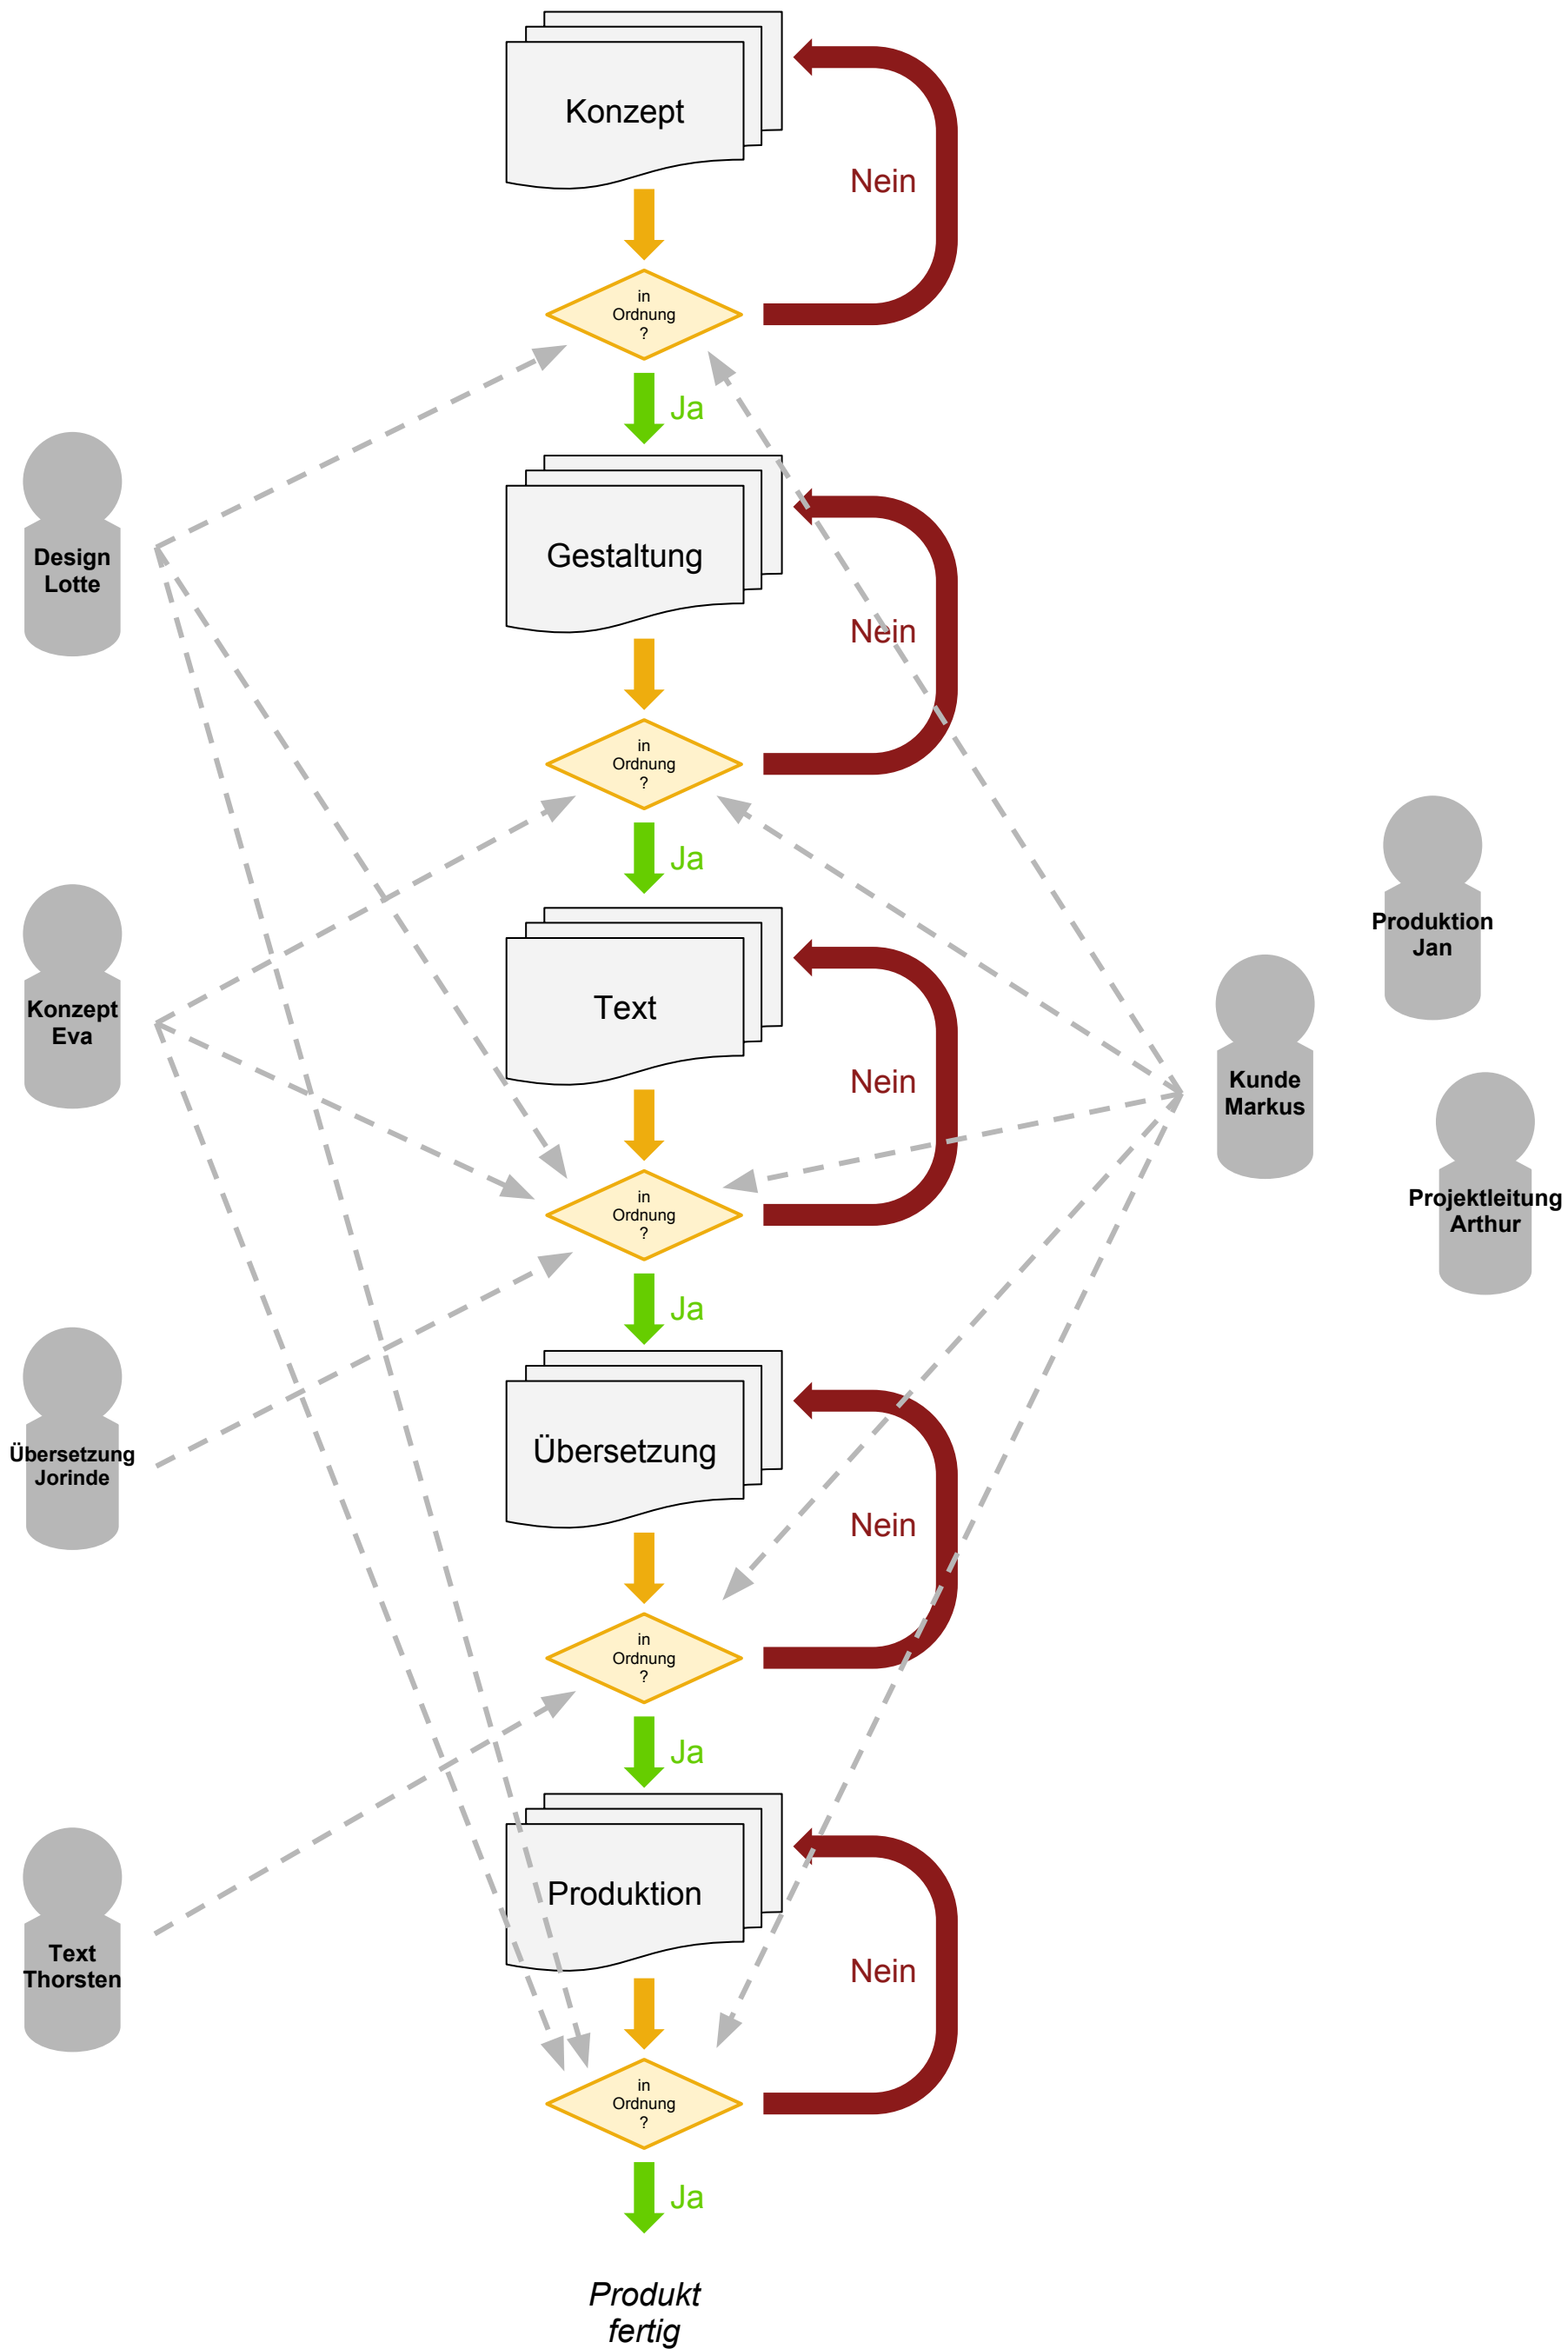 Konzept
Nein
in
Ordnung
?
Ja
Design
Lotte
Gestaltung
Nein
in
Ordnung
?
Ja
Produktion
Jan
Konzept
Eva
Text
Nein
Kunde
Markus
in
Ordnung
?
Projektleitung
Arthur
Ja
Übersetzung
Jorinde
Übersetzung
Nein
in
Ordnung
?
Ja
Produktion
Text
Thorsten
Nein
in
Ordnung
?
Ja
Produkt
fertig